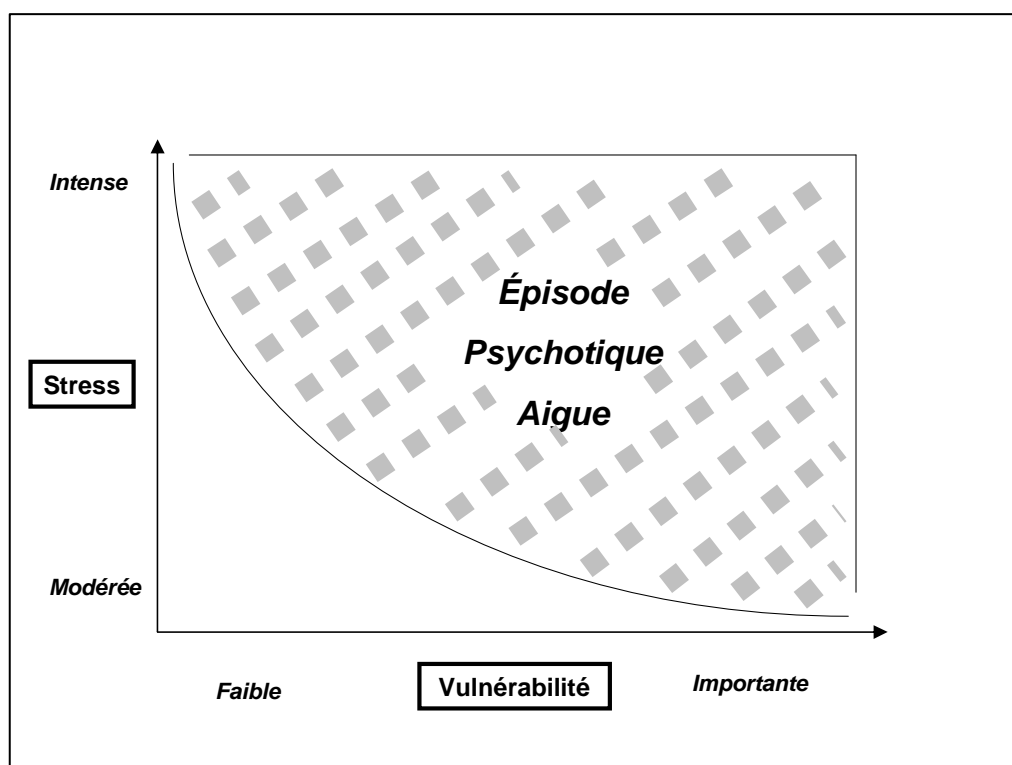 Intense
Épisode
Psychotique
Stress
Aigue
Modérée
Faible
Vulnérabilité
Importante